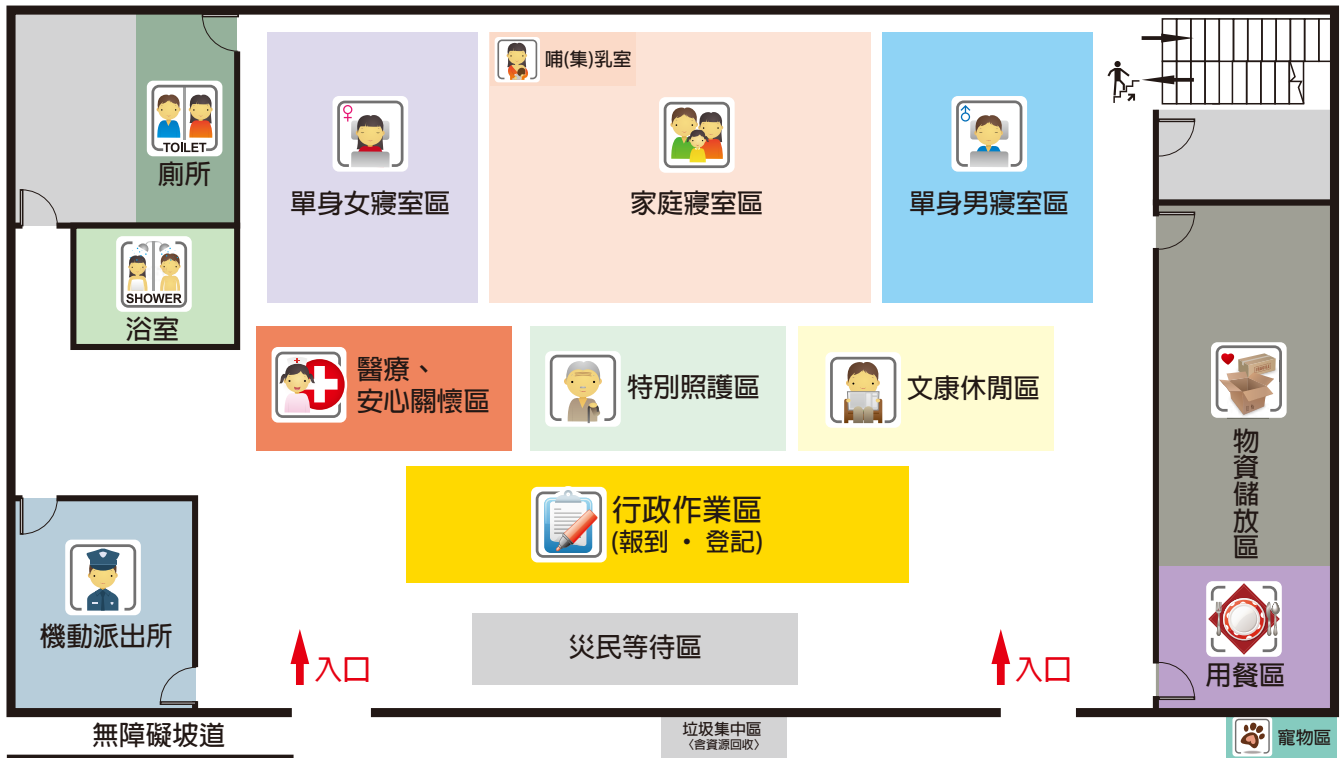 哺(集)乳室
TOILET
廁所
單身女寢室區
家庭寢室區
單身男寢室區
SHOWER
浴室
醫療、
安心關懷區
特別照護區
文康休閒區
物資儲放區
行政作業區
(報到 ‧ 登記)
機動派出所
災民等待區
入口
入口
用餐區
無障礙坡道
垃圾集中區
〈含資源回收〉
寵物區